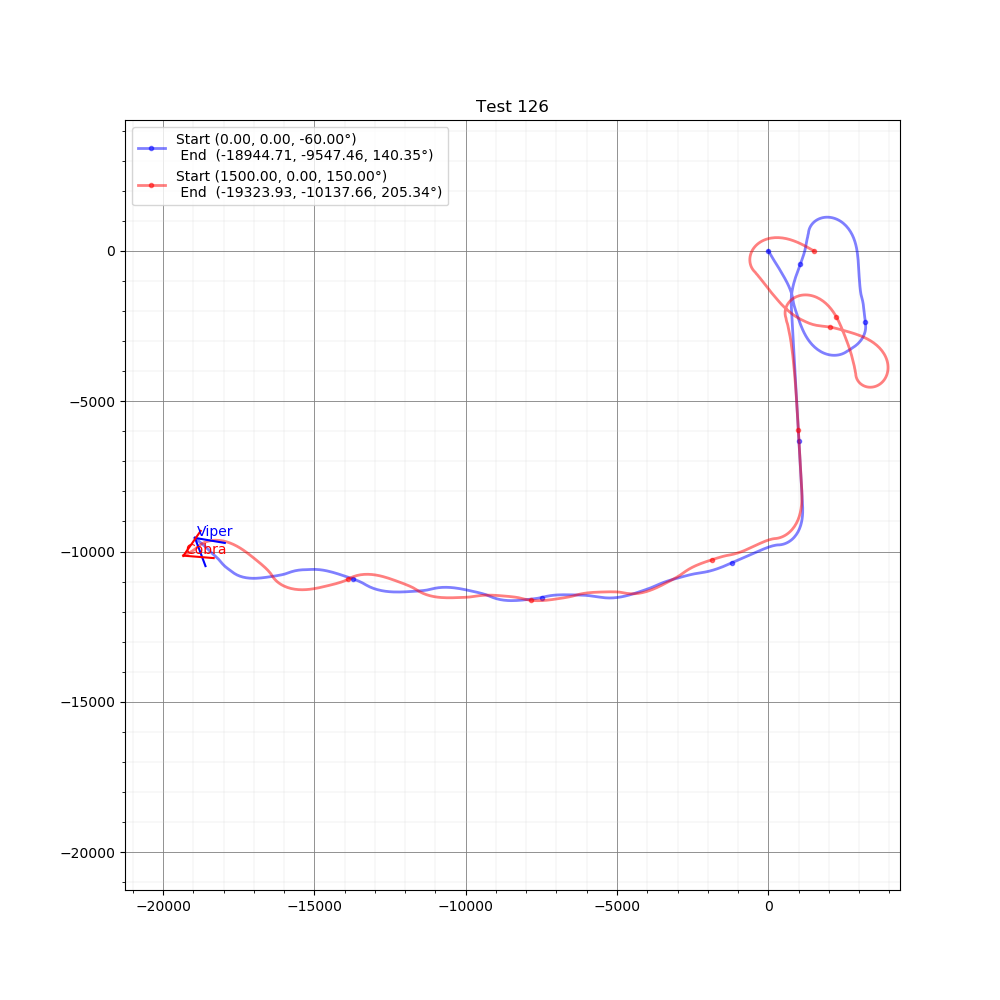 Test 126
Start (0.00, 0.00, -60.00°)
End  (-18944.71, -9547.46, 140.35°)
Start (1500.00, 0.00, 150.00°)
End  (-19323.93, -10137.66, 205.34°)
0
−5000
−10000
−15000
−20000
Viper
Cobra
−20000
−15000
−10000
−5000
0